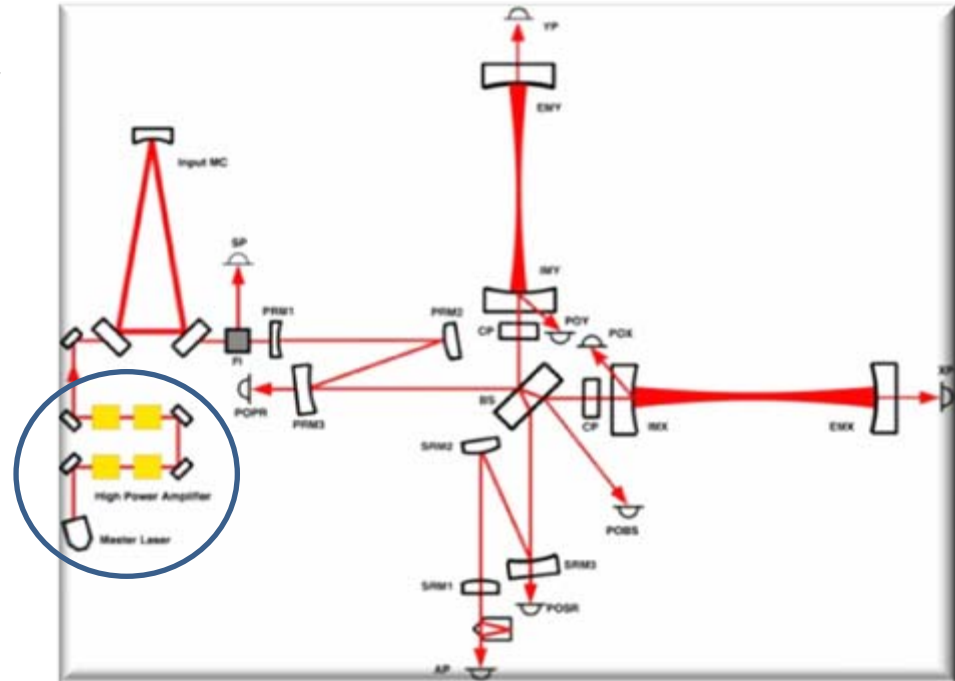 YP
EMY
Input MC
SP
IMY
PRM1
PRM2
CP
POY
POX
FI
XP
POPR
PRM3
BS
CP
IMX
EMX
SRM2
High Power Amplifier
POBS
Master Laser
SRM3
SRM1
POSR
AP